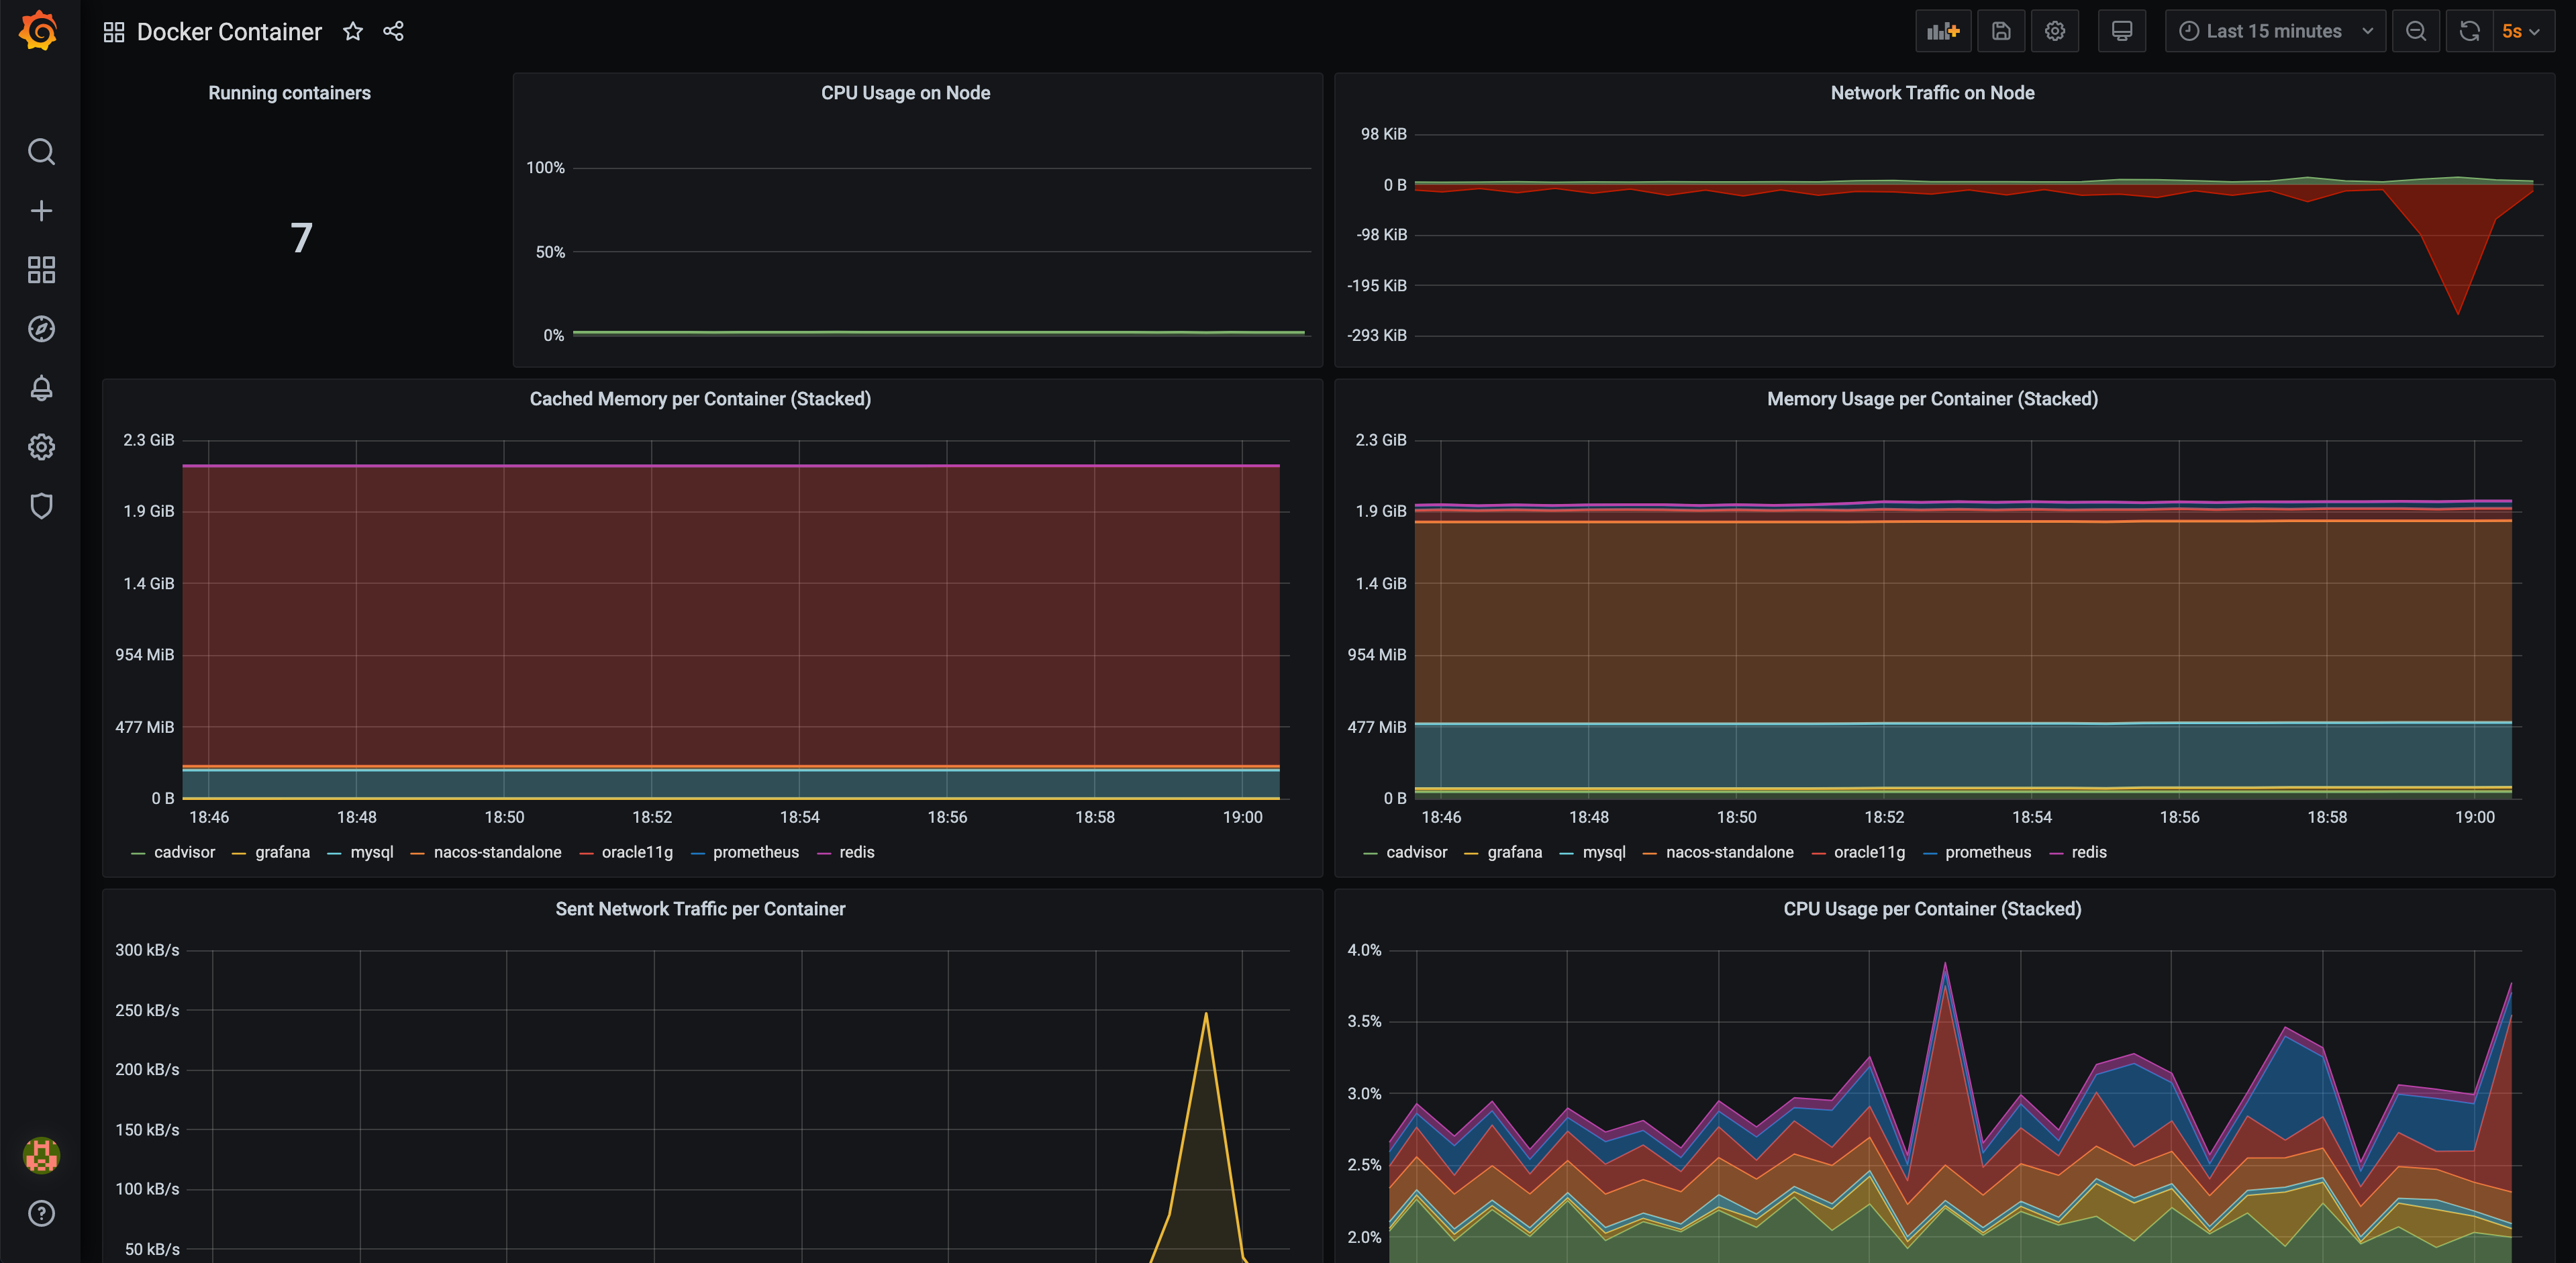 Docker Container
Last 15 minutes
5s
Running containers
7
CPU Usage on Node
100%
50%
0%
Network Traffic on Node
98 KiB
0 B
-98 KiB
-195 KiB
-293 KiB
Cached Memory per Container (Stacked)
2.3 GiB
1.9 GiB
1.4 GiB
954 MiB
477 MiB
0 B
18:46 18:48 18:50 18:52 18:54 18:56 18:58 19:00
cadvisor grafana mysql nacos-standalone oracle11g prometheus redis
Memory Usage per Container (Stacked)
2.3 GiB
1.9 GiB
1.4 GiB
954 MiB
477 MiB
0 B
18:46 18:48 18:50 18:52 18:54 18:56 18:58 19:00
cadvisor grafana mysql nacos-standalone oracle11g prometheus redis
Sent Network Traffic per Container
300 kB/s
250 kB/s
200 kB/s
150 kB/s
100 kB/s
50 kB/s
CPU Usage per Container (Stacked)
4.0%
3.5%
3.0%
2.5%
2.0%